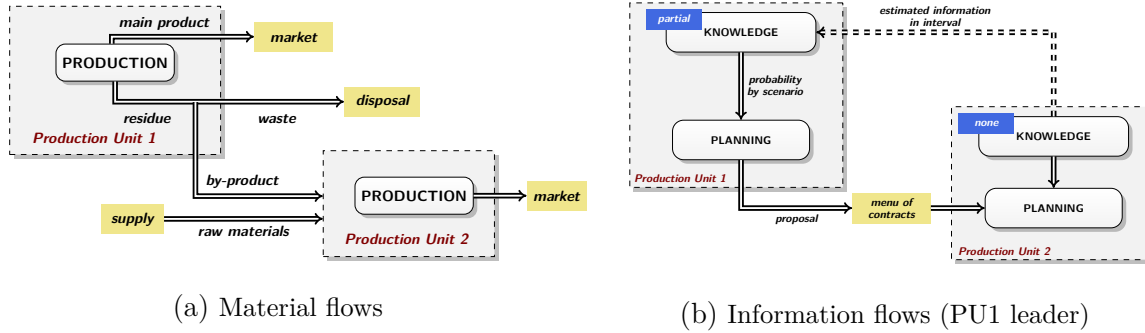 main product
market
PRODUCTION
disposal
residue
waste
Production Unit 1
by-product
PRODUCTION
market
supply
raw materials
Production Unit 2
(a) Material flows
partial
KNOWLEDGE
estimated information
in interval
probability
by scenario
none
KNOWLEDGE
PLANNING
Production Unit 1
proposal
menu of
contracts
PLANNING
Production Unit 2
(b) Information flows (PU1 leader)